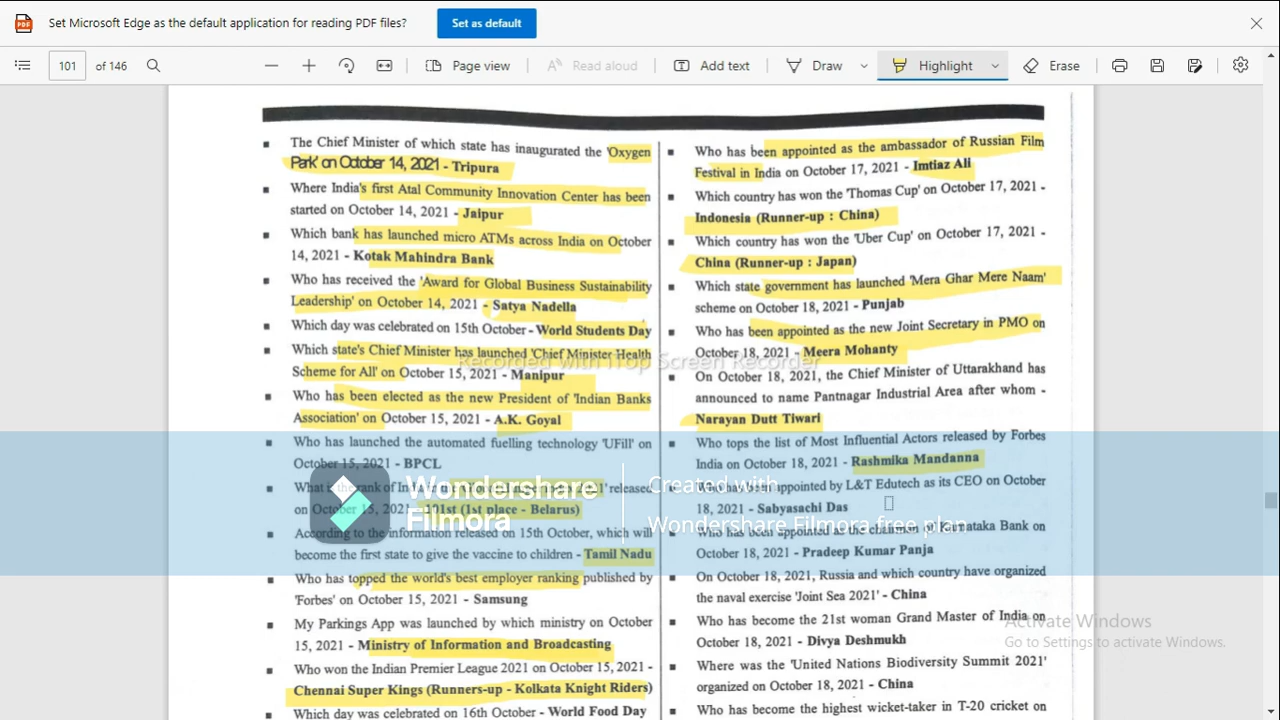 Set Microsoft Edge as the default application for reading PDF files?
Set as default
101 of 146
Page view
Read aloud
Add text
Draw
Highlight
Erase
The Chief Minister of which state has inaugurated the 'Oxygen
Park' on October 14, 2021 - Tripura
Where India's first Atal Community Innovation Center has been
started on October 14, 2021 - Jaipur
Which bank has launched micro ATMs across India on October
14, 2021 - Kotak Mahindra Bank
Who has received the 'Award for Global Business Sustainability
Leadership' on October 14, 2021 - Satya Nadella
Which day was celebrated on 15th October - World Students Day
Which state's Chief Minister has launched 'Chief Minister Health
Scheme for All' on October 15, 2021 - Manipur
Who has been elected as the new President of 'Indian Banks
Association' on October 15, 2021 - A.K. Goyal
Who has launched the automated fuelling technology 'UFill' on
October 15, 2021 - BPCL
What is the rank of released
on October 15, 2021 - 101st (1st place - Belarus)
According to the information released on 15th October, which will
become the first state to give the vaccine to children - Tamil Nadu
Who has topped the world's best employer ranking published by
'Forbes' on October 15, 2021 - Samsung
My Parkings App was launched by which ministry on October
15, 2021 - Ministry of Information and Broadcasting
Who won the Indian Premier League 2021 on October 15, 2021 -
Chennai Super Kings (Runners-up - Kolkata Knight Riders)
Which day was celebrated on 16th October - World Food Day
Who has been appointed as the ambassador of Russian Film
Festival in India on October 17, 2021 - Imtiaz Ali
Which country has won the 'Thomas Cup' on October 17, 2021 -
Indonesia (Runner-up : China)
Which country has won the 'Uber Cup' on October 17, 2021 -
China (Runner-up : Japan)
Which state government has launched 'Mera Ghar Mere Naam'
scheme on October 18, 2021 - Punjab
Who has been appointed as the new Joint Secretary in PMO on
October 18, 2021 - Meera Mohanty
On October 18, 2021, the Chief Minister of Uttarakhand has
announced to name Pantnagar Industrial Area after whom -
Narayan Dutt Tiwari
Who tops the list of Most Influential Actors released by Forbes
India on October 18, 2021 - Rashmika Mandanna
Who has been appointed by L&T Edutech as its CEO on October
18, 2021 - Sabyasachi Das
Who has been appointed as the chairman of Karnataka Bank on
October 18, 2021 - Pradeep Kumar Panja
On October 18, 2021, Russia and which country have organized
the naval exercise 'Joint Sea 2021' - China
Who has become the 21st woman Grand Master of India on
October 18, 2021 - Divya Deshmukh
Where was the 'United Nations Biodiversity Summit 2021'
organized on October 18, 2021 - China
Who has become the highest wicket-taker in T-20 cricket on
Recorded with iTop Screen Recorder
Wondershare
Filmora
Created with
Wondershare Filmora free plan
Activate Windows
Go to Settings to activate Windows.